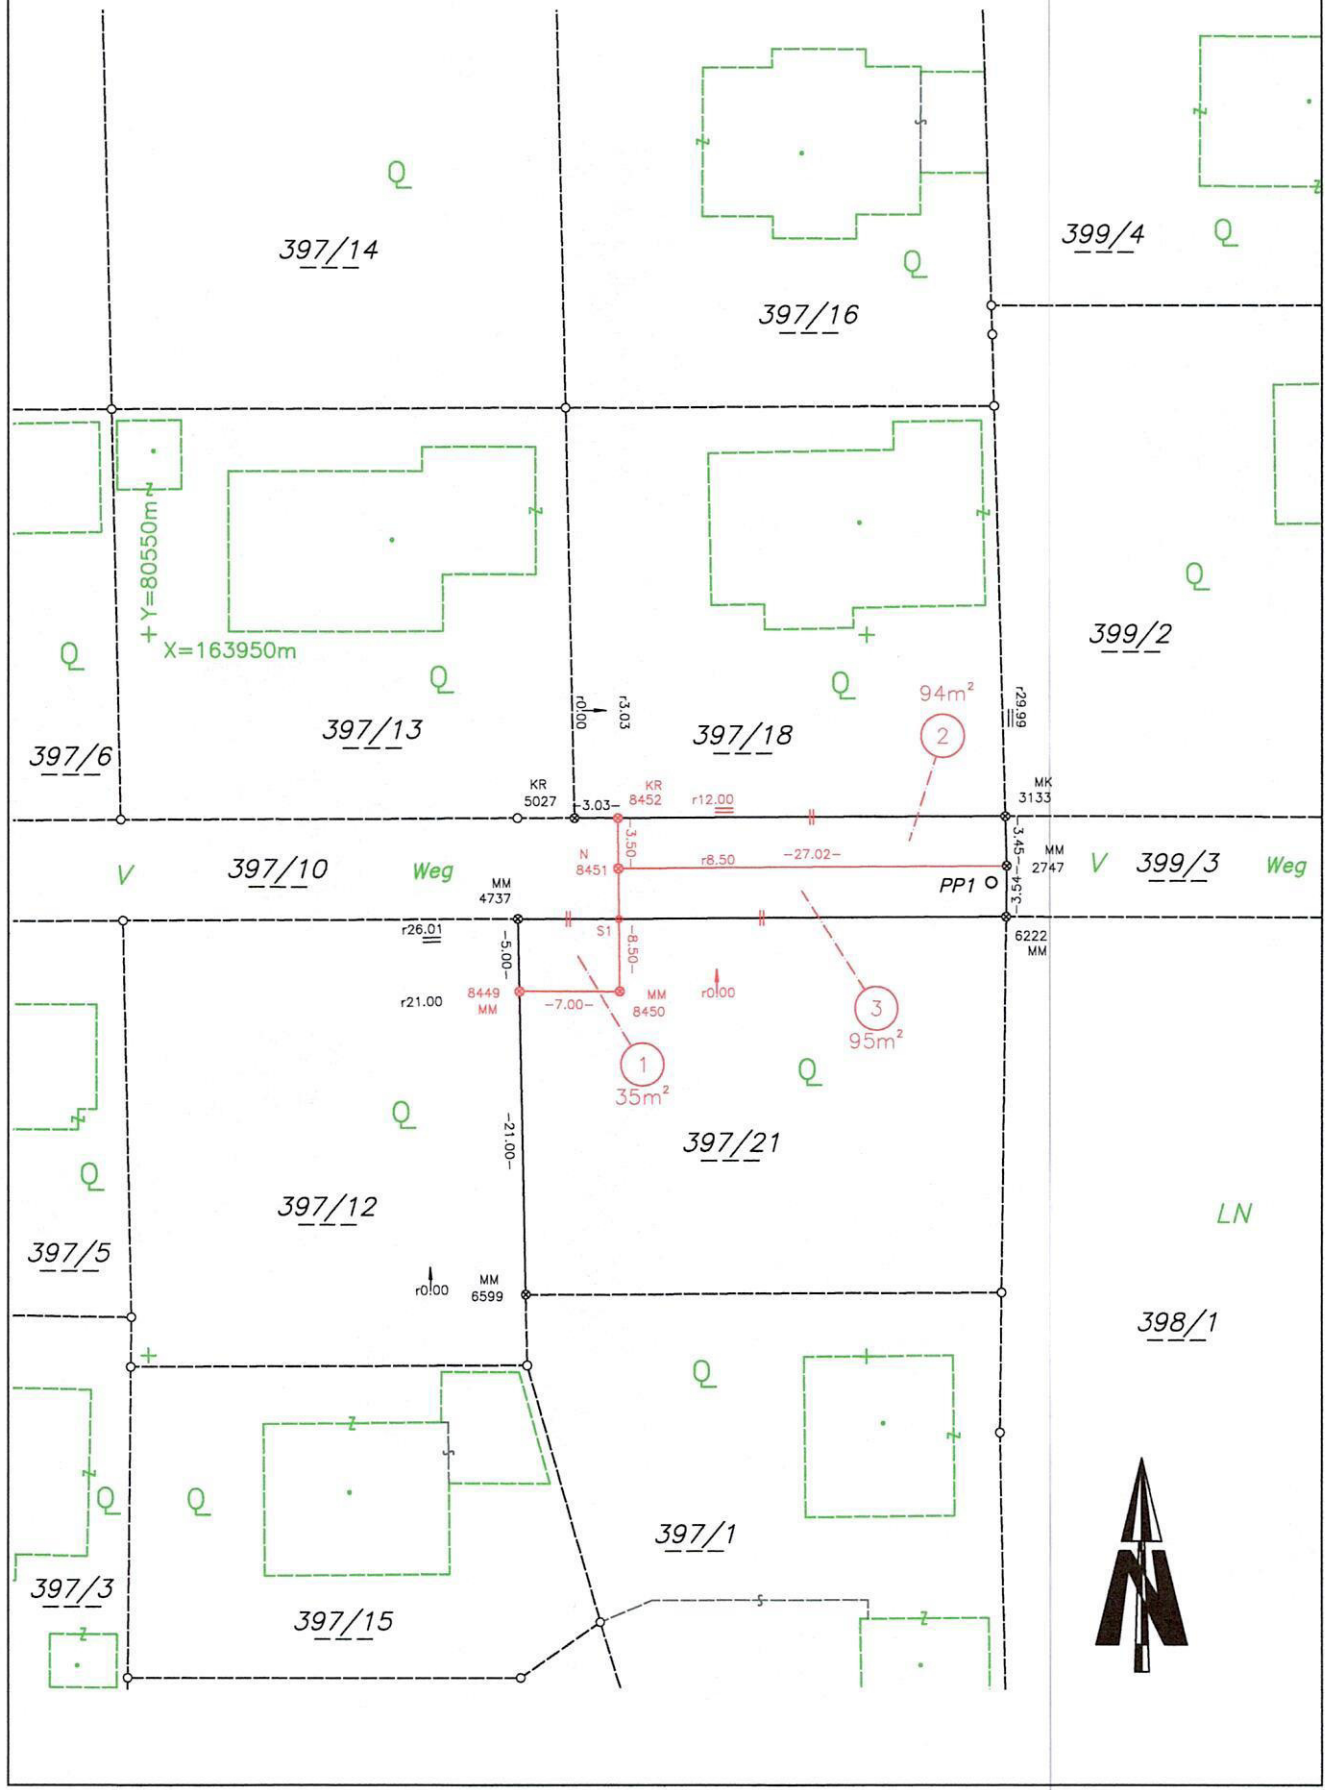 Q
397/14
Q
397/16
399/4
Q
+Y=80550m
X=163950m
Q
Q
397/13
397/6
Q
397/18
94m²
2
r29.99
Q
399/2
r0.00
r3.03
KR
5027
-3.03-
KR
8452
r12.00
MK
3133
-3.50-
N
8451
r8.50
-27.02-
-3.45-
MM
2747
V
397/10
Weg
MM
4737
PP1
-3.54-
V
399/3
Weg
r26.01
-5.00-
S1
-8.50-
6222
MM
r21.00
8449
MM
-7.00-
MM
8450
r0.00
3
95m²
1
35m²
Q
Q
-21.00-
397/21
Q
397/12
397/5
LN
r0.00
MM
6599
398/1
Q
Q
Q
397/1
397/3
397/15
N